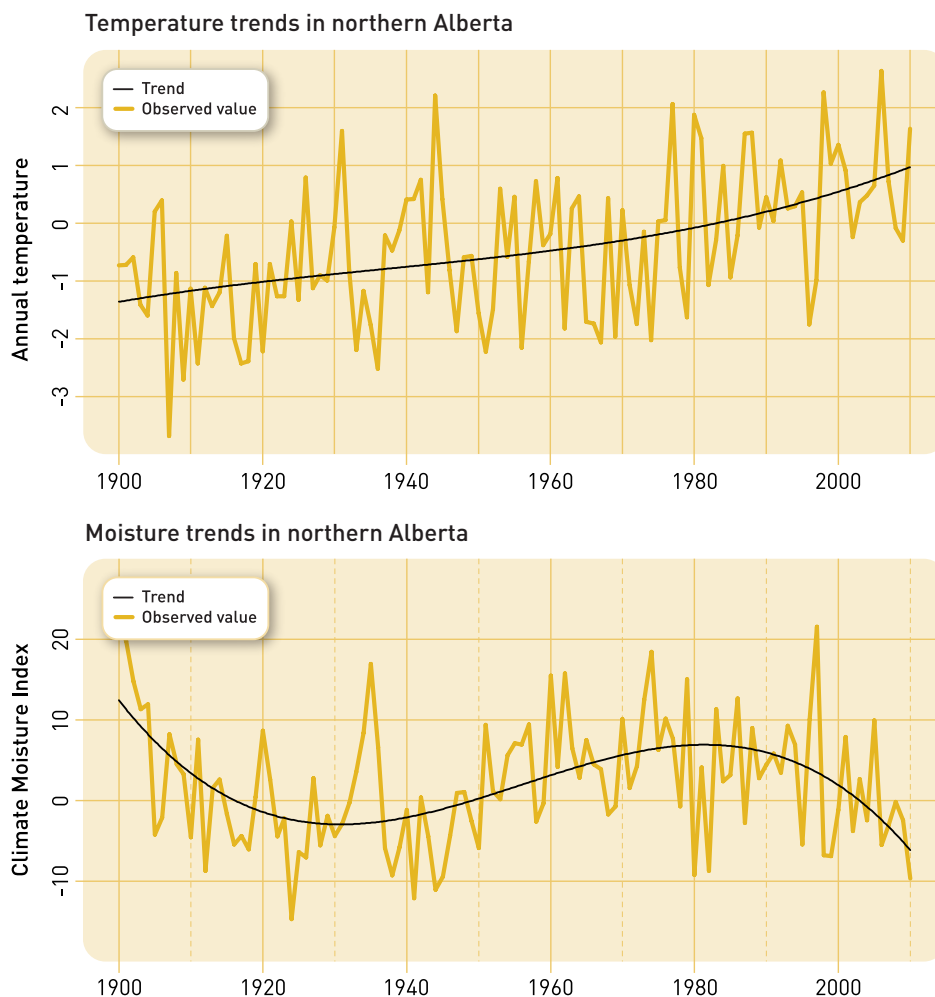 Temperature trends in northern Alberta
Trend
Observed value
Annual temperature
2
1
0
-1
-2
-3
1900 1920 1940 1960 1980 2000
Moisture trends in northern Alberta
Trend
Observed value
Climate Moisture Index
20
10
0
-10
1900 1920 1940 1960 1980 2000